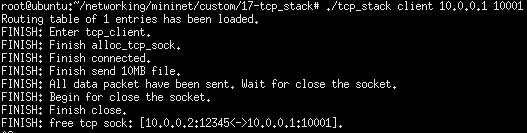 root@ubuntu:~/networking/mininet/custom/17-tcp_stack# ./tcp_stack client 10.0.0.1 10001
Routing table of 1 entries has been loaded.
FINISH: Enter tcp_client.
FINISH: Finish alloc_tcp_sock.
FINISH: Finish connected.
FINISH: Finish send 10MB file.
FINISH: All data packet have been sent. Wait for close the socket.
FINISH: Begin for close the socket.
FINISH: Finish close.
FINISH: free tcp sock: [10.0.0.2:12345<->10.0.0.1:10001].